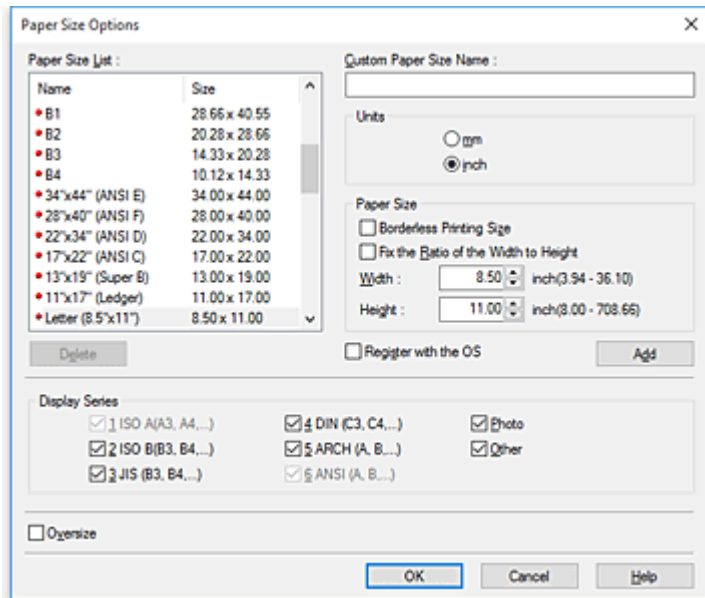 Paper Size Options
Paper Size List :
Name Size
B1 28.66 x 40.55
B2 20.28 x 28.66
B3 14.33 x 20.28
B4 10.12 x 14.33
34"x44" (ANSI E) 34.00 x 44.00
28"x40" (ANSI F) 28.00 x 40.00
22"x34" (ANSI D) 22.00 x 34.00
17"x22" (ANSI C) 17.00 x 22.00
13"x19" (Super B) 13.00 x 19.00
11"x17" (Ledger) 11.00 x 17.00
Letter (8.5"x11") 8.50 x 11.00
Delete
Custom Paper Size Name :
Units
mm
inch
Paper Size
Borderless Printing Size
Fix the Ratio of the Width to Height
Width : 8.50 inch(3.94 - 36.10)
Height : 11.00 inch(8.00 - 708.66)
Register with the OS Add
Display Series
1 ISO A(A3, A4,...) 4 DIN (C3, C4,...) Photo
2 ISO B(B3, B4,...) 5 ARCH (A, B,...) Other
3 JIS (B3, B4,...) 6 ANSI (A, B,...)
Oversize
OK Cancel Help